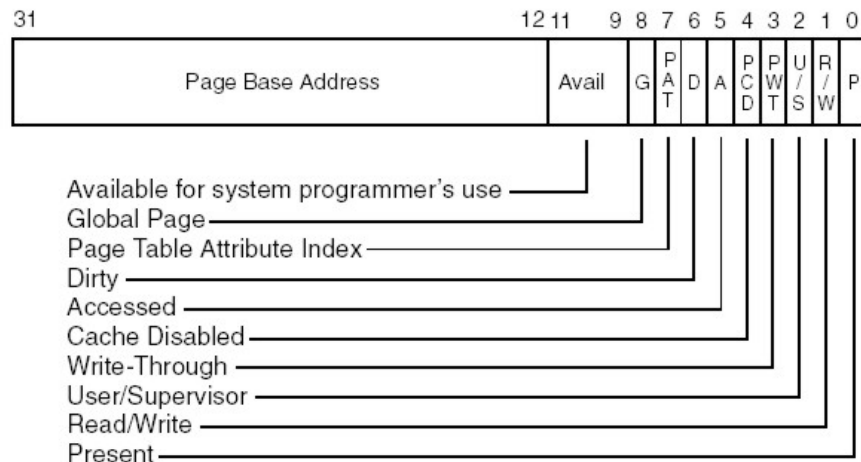 31 12 11 9 8 7 6 5 4 3 2 1 0
Page Base Address Avail G PAT D A PCD PWT U/S R/W P
Available for system programmer's use
Global Page
Page Table Attribute Index
Dirty
Accessed
Cache Disabled
Write-Through
User/Supervisor
Read/Write
Present